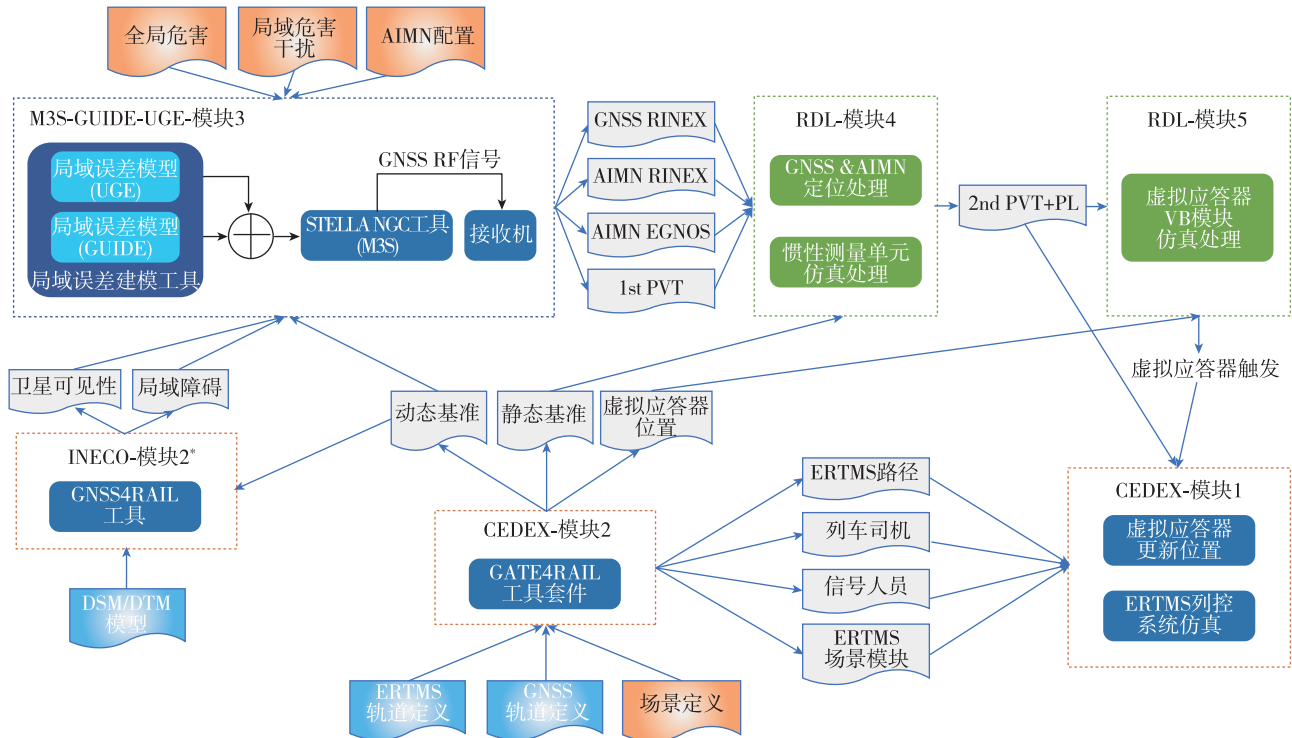 全局危害
局域危害
干扰
AIMN配置
M3S-GUIDE-UGE-模块3
局域误差模型
(UGE)
局域误差模型
(GUIDE)
局域误差建模工具
GNSS RF信号
STELLA NGC工具
(M3S)
接收机
GNSS RINEX
AIMN RINEX
AIMN EGNOS
1st PVT
RDL-模块4
GNSS &AIMN
定位处理
惯性测量单元
仿真处理
2nd PVT+PL
RDL-模块5
虚拟应答器
VB模块
仿真处理
虚拟应答器触发
卫星可见性
局域障碍
动态基准
静态基准
虚拟应答器
位置
INECO-模块2*
GNSS4RAIL
工具
DSM/DTM
模型
CEDEX-模块2
GATE4RAIL
工具套件
ERTMS
轨道定义
GNSS
轨道定义
场景定义
ERTMS路径
列车司机
信号人员
ERTMS
场景模块
CEDEX-模块1
虚拟应答器
更新位置
ERTMS列控
系统仿真